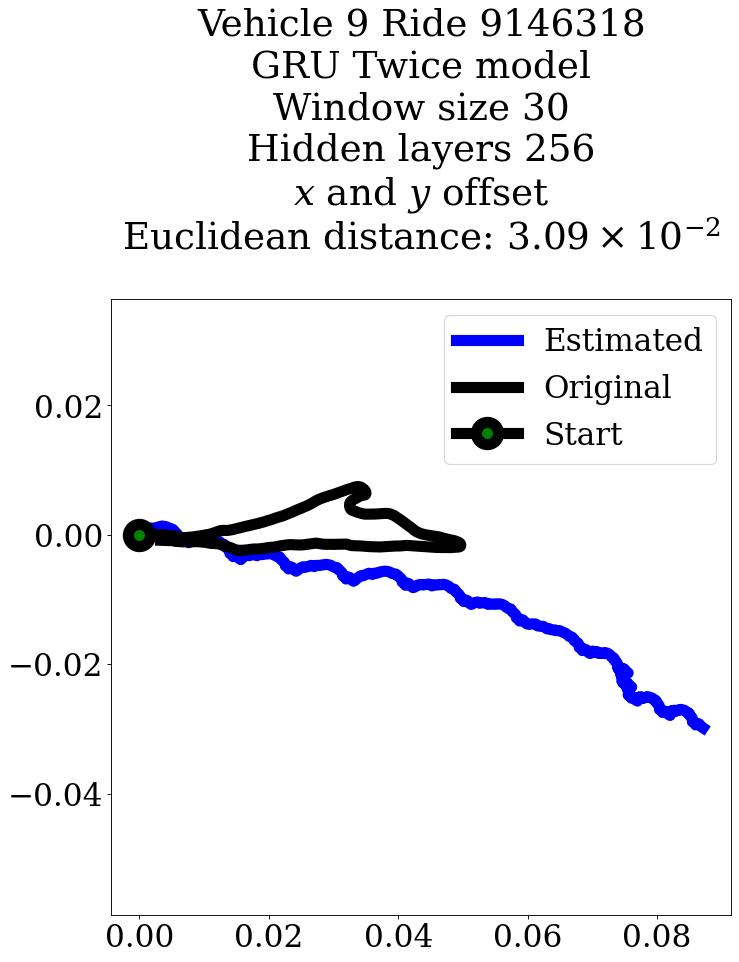 Vehicle 9 Ride 9146318
GRU Twice model
Window size 30
Hidden layers 256
x and y offset
Euclidean distance: 3.09 × 10⁻²
Estimated
Original
Start
0.02
0.00
−0.02
−0.04
0.00 0.02 0.04 0.06 0.08